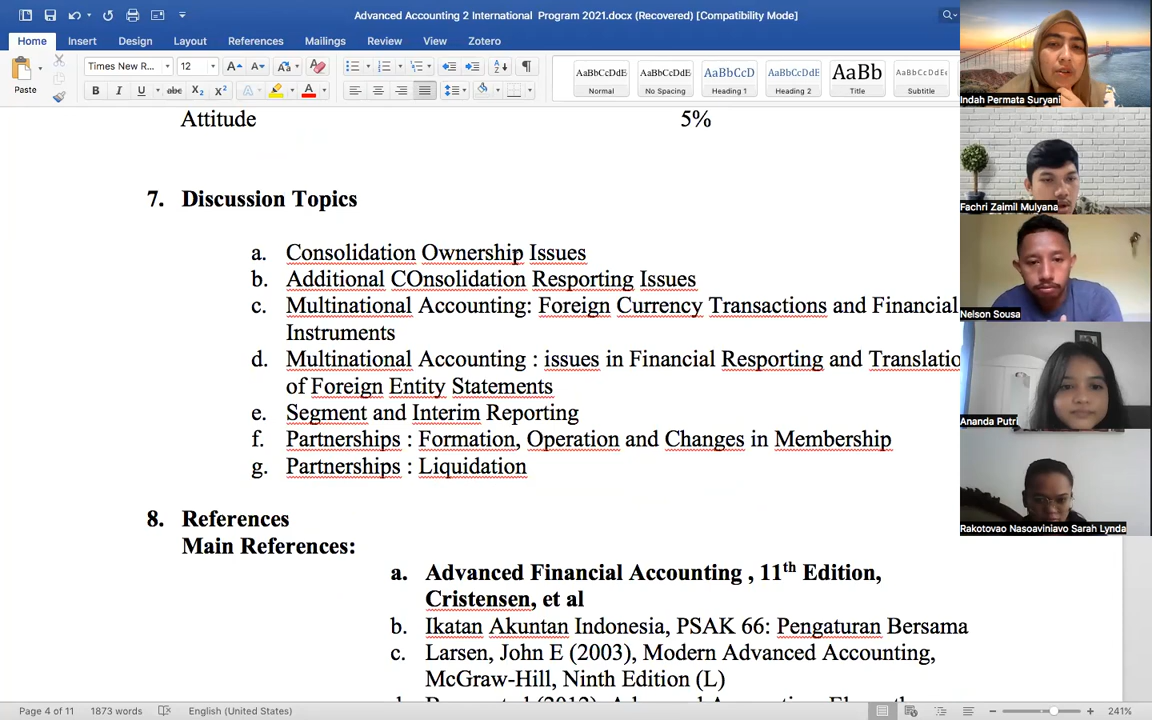 Advanced Accounting 2 International Program 2021.docx (Recovered) [Compatibility Mode]
Home Insert Design Layout References Mailings Review View Zotero
Paste
Times New R... 12
B I U abc X2 X2 A A
AaBbCcDdE AaBbCcDdE AaBbCcD AaBbCcDdE AaBb AaBbCcDdE
Normal No Spacing Heading 1 Heading 2 Title Subtitle
Attitude 5%
7. Discussion Topics
a. Consolidation Ownership Issues
b. Additional COnsolidation Resporting Issues
c. Multinational Accounting: Foreign Currency Transactions and Financial
Instruments
d. Multinational Accounting : issues in Financial Resporting and Translatio
of Foreign Entity Statements
e. Segment and Interim Reporting
f. Partnerships : Formation, Operation and Changes in Membership
g. Partnerships : Liquidation
8. References
Main References:
a. Advanced Financial Accounting , 11th Edition,
Cristensen, et al
b. Ikatan Akuntan Indonesia, PSAK 66: Pengaturan Bersama
c. Larsen, John E (2003), Modern Advanced Accounting,
McGraw-Hill, Ninth Edition (L)
Page 4 of 11 1873 words English (United States) 241%
Indah Permata Suryani
Fachri Zaimil Mulyana
Nelson Sousa
Ananda Putri
Rakotovao Nasoaviniavo Sarah Lynda